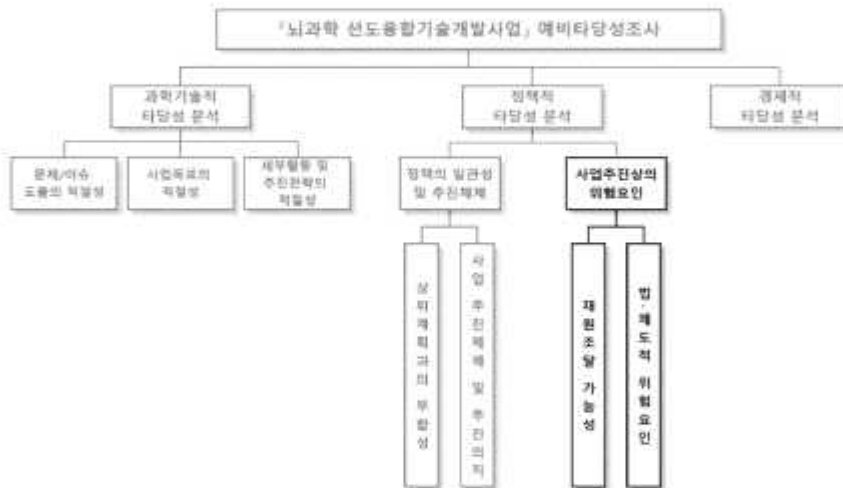 「뇌과학 선도융합기술개발사업」 예비타당성조사
과학기술적
타당성 분석
정책적
타당성 분석
경제적
타당성 분석
문제/이슈
도출의 적절성
사업목표의
적절성
세부활동 및
추진전략의
적절성
정책의 일관성
및 추진체제
사업추진상의
위험요인
상위계획과의 부합성
사업 추진체제 및 추진의지
재원조달 가능성
법·제도적 위험요인